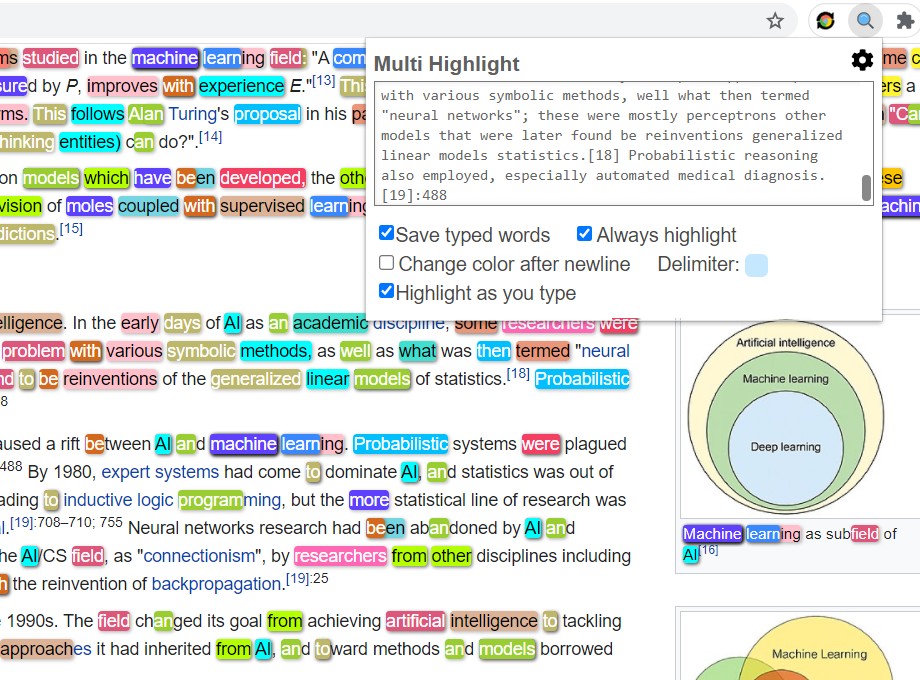 ms studied in the machine learning field: "A com
Multi Highlight
me c
sured by P, improves with experience E."[13] This
ers a
with various symbolic methods, well what then termed
"neural networks"; these were mostly perceptrons other
models that were later found be reinventions generalized
linear models statistics.[18] Probabilistic reasoning
also employed, especially automated medical diagnosis.
[19]:488
rms. This follows Alan Turing's proposal in his pa
"Ca
hinking entities) can do?".[14]
on models which have been developed, the othe
se
vision of moles coupled with supervised learning
achin
dictions.[15]
Save typed words
Always highlight
Change color after newline
Delimiter:
Highlight as you type
elligence. In the early days of AI as an academic discipline, some researchers were
problem with various symbolic methods, as well as what was then termed "neural
nd to be reinventions of the generalized linear models of statistics.[18] Probabilistic
8
aused a rift between AI and machine learning. Probabilistic systems were plagued
488 By 1980, expert systems had come to dominate AI, and statistics was out of
ading to inductive logic programming, but the more statistical line of research was
l.[19]:708–710; 755 Neural networks research had been abandoned by AI and
he AI/CS field, as "connectionism", by researchers from other disciplines including
h the reinvention of backpropagation.[19]:25
1990s. The field changed its goal from achieving artificial intelligence to tackling
approaches it had inherited from AI, and toward methods and models borrowed
Artificial intelligence
Machine learning
Deep learning
Machine learning as subfield of
AI[16]
Machine Learning